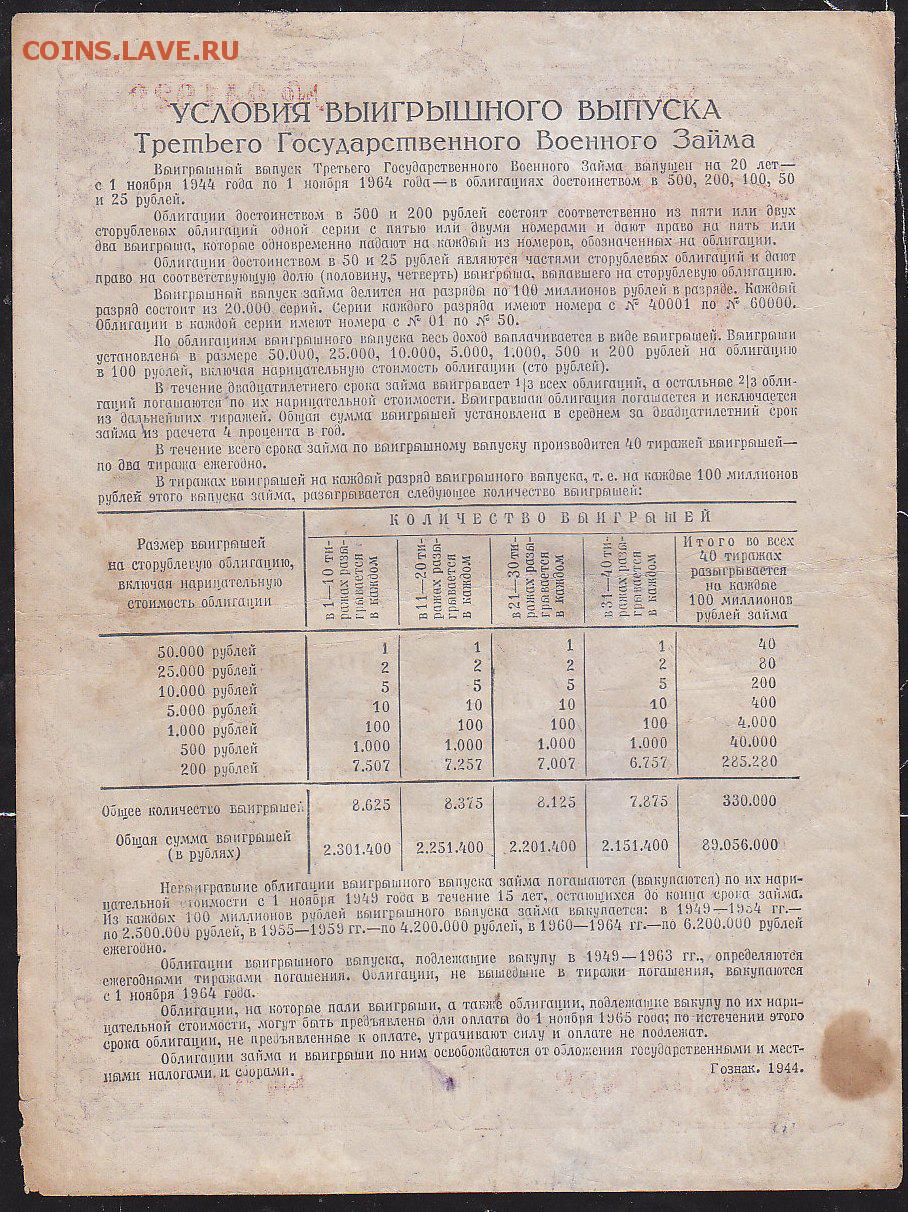 COINS.LAVE.RU
УСЛОВИЯ ВЫИГРЫШНОГО ВЫПУСКА
Третьего Государственного Военного Займа
Выигрышный выпуск Третьего Государственного Военного Займа выпущен на 20 лет—
с 1 ноября 1944 года по 1 ноября 1964 года—в облигациях достоинством в 500, 200, 100, 50
и 25 рублей.
Облигации достоинством в 500 и 200 рублей состоят соответственно из пяти или двух
сторублевых облигаций одной серии с пятью или двумя номерами и дают право на пять или
два выигрыша, которые одновременно падают на каждый из номеров, обозначенных на облигации.
Облигации достоинством в 50 и 25 рублей являются частями сторублевых облигаций и дают
право на соответствующую долю (половину, четверть) выигрыша, выпавшего на сторублевую облигацию.
Выигрышный выпуск займа делится на разряды по 100 миллионов рублей в разряде. Каждый
разряд состоит из 20.000 серий. Серии каждого разряда имеют номера с № 40001 по № 60000.
Облигации в каждой серии имеют номера с № 01 по № 50.
По облигациям выигрышного выпуска весь доход выплачивается в виде выигрышей. Выигрыши
установлены в размере 50.000, 25.000, 10.000, 5.000, 1.000, 500 и 200 рублей на облигацию
в 100 рублей, включая нарицательную стоимость облигации (сто рублей).
В течение двадцатилетнего срока займа выигрывает 1/3 всех облигаций, а остальные 2/3 обли-
гаций погашаются по их нарицательной стоимости. Выигравшая облигация погашается и исключается
из дальнейших тиражей. Общая сумма выигрышей установлена в среднем за двадцатилетний срок
займа из расчета 4 процента в год.
В течение всего срока займа по выигрышному выпуску производится 40 тиражей выигрышей—
по два тиража ежегодно.
В тиражах выигрышей на каждый разряд выигрышного выпуска, т. е. на каждые 100 миллионов
рублей этого выпуска займа, разыгрывается следующее количество выигрышей:
Размер выигрышей
на сторублевую облигацию,
включая нарицательную
стоимость облигации
КОЛИЧЕСТВО ВЫИГРЫШЕЙ
в 1—10 ти-
ражах разы-
грывается
в каждом
в 11—20 ти-
ражах разы-
грывается
в каждом
в 21—30 ти-
ражах разы-
грывается
в каждом
в 31—40 ти-
ражах разы-
грывается
в каждом
Итого во всех
40 тиражах
разыгрывается
на каждые
100 миллионов
рублей займа
50.000 рублей 1 1 1 1 40
25.000 рублей 2 2 2 2 80
10.000 рублей 5 5 5 5 200
5.000 рублей 10 10 10 10 400
1.000 рублей 100 100 100 100 4.000
500 рублей 1.000 1.000 1.000 1.000 40.000
200 рублей 7.507 7.257 7.007 6.757 285.280
Общее количество выигрышей 8.625 8.375 8.125 7.875 330.000
Общая сумма выигрышей
(в рублях) 2.301.400 2.251.400 2.201.400 2.151.400 89.056.000
Невыигравшие облигации выигрышного выпуска займа погашаются (выкупаются) по их нари-
цательной стоимости с 1 ноября 1949 года в течение 15 лет, остающихся до конца срока займа.
Из каждых 100 миллионов рублей выигрышного выпуска займа выкупается: в 1949—1954 гг.—
по 2.500.000 рублей, в 1955—1959 гг.—по 4.200.000 рублей, в 1960—1964 гг.—по 6.200.000 рублей
ежегодно.
Облигации выигрышного выпуска, подлежащие выкупу в 1949—1963 гг., определяются
ежегодными тиражами погашения. Облигации, не вышедшие в тиражи погашения, выкупаются
с 1 ноября 1964 года.
Облигации, на которые пали выигрыши, а также облигации, подлежащие выкупу по их нари-
цательной стоимости, могут быть предъявлены для оплаты до 1 ноября 1965 года; по истечении этого
срока облигации, не предъявленные к оплате, утрачивают силу и оплате не подлежат.
Облигации займа и выигрыши по ним освобождаются от обложения государственными и мест-
ными налогами и сборами.
Гознак. 1944.